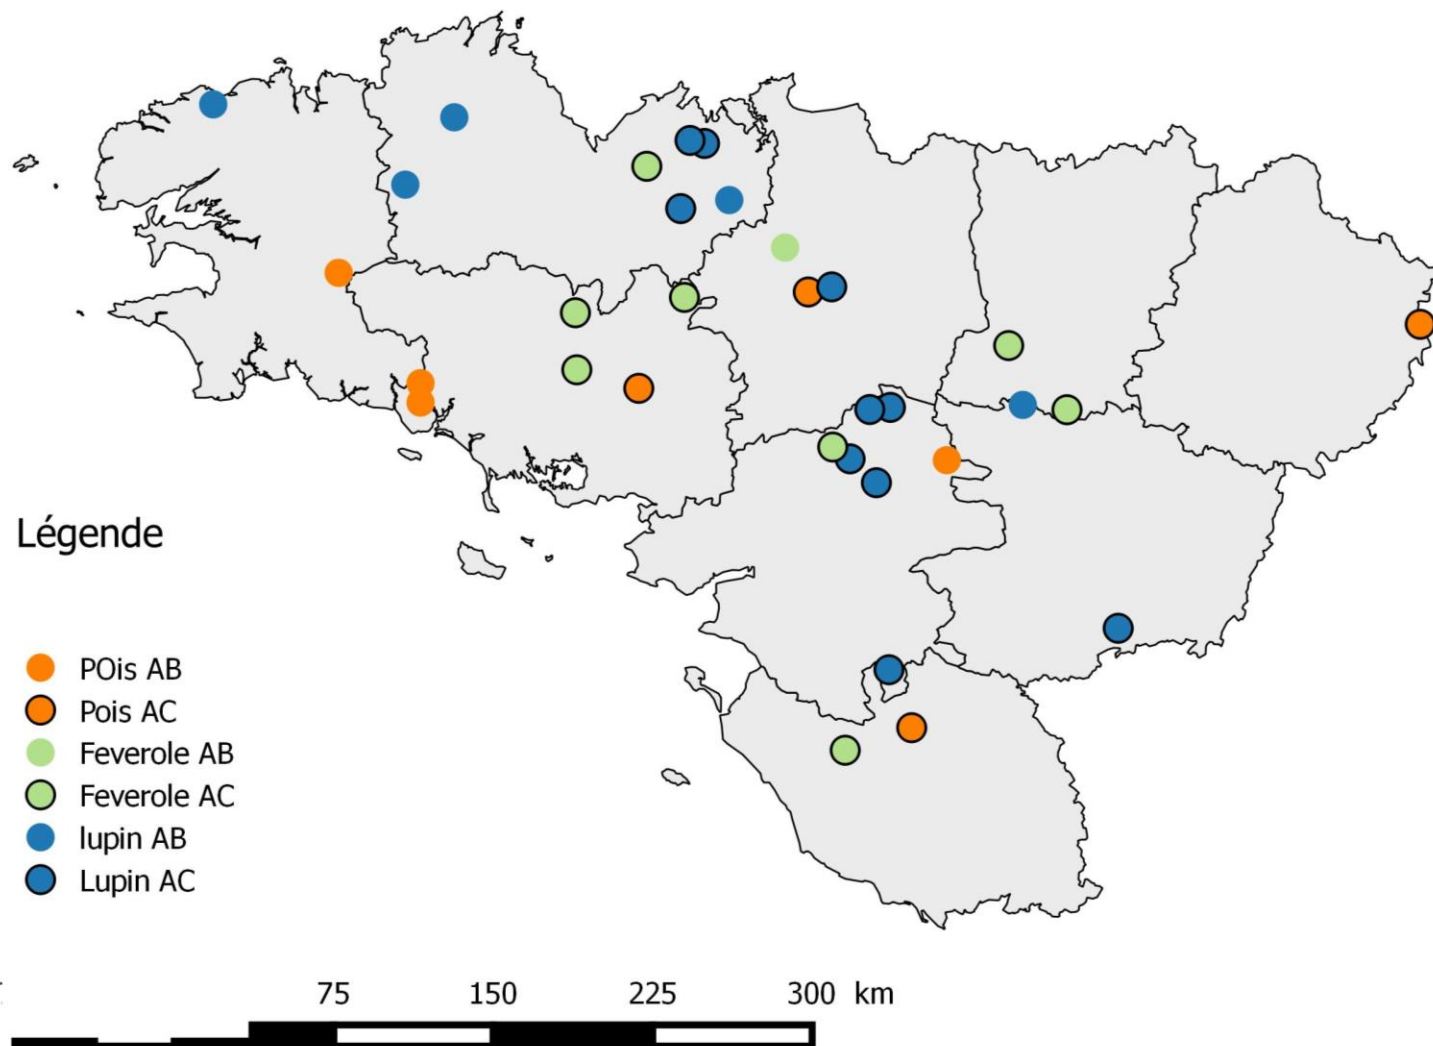 Légende
POis AB
Pois AC
Feverole AB
Feverole AC
lupin AB
Lupin AC
75 150 225 300 km